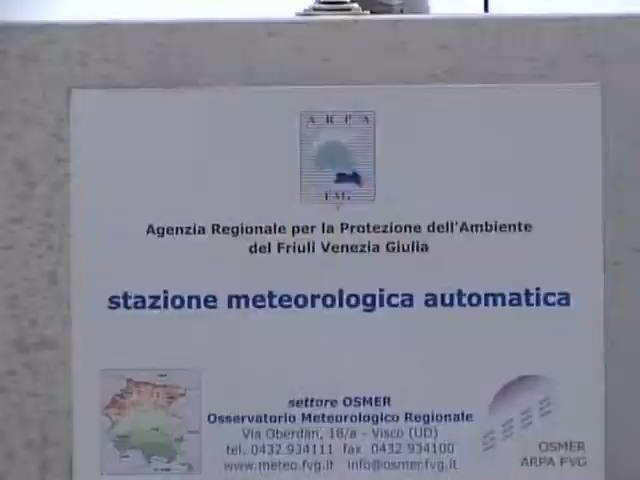 ARPA
FVG
Agenzia Regionale per la Protezione dell'Ambiente
del Friuli Venezia Giulia
stazione meteorologica automatica
settore OSMER
Osservatorio Meteorologico Regionale
Via Oberdan, 18/a - Visco (UD)
tel. 0432 934111 fax 0432 934100
www.meteo.fvg.it info@osmer.fvg.it
OSMER
ARPA FVG